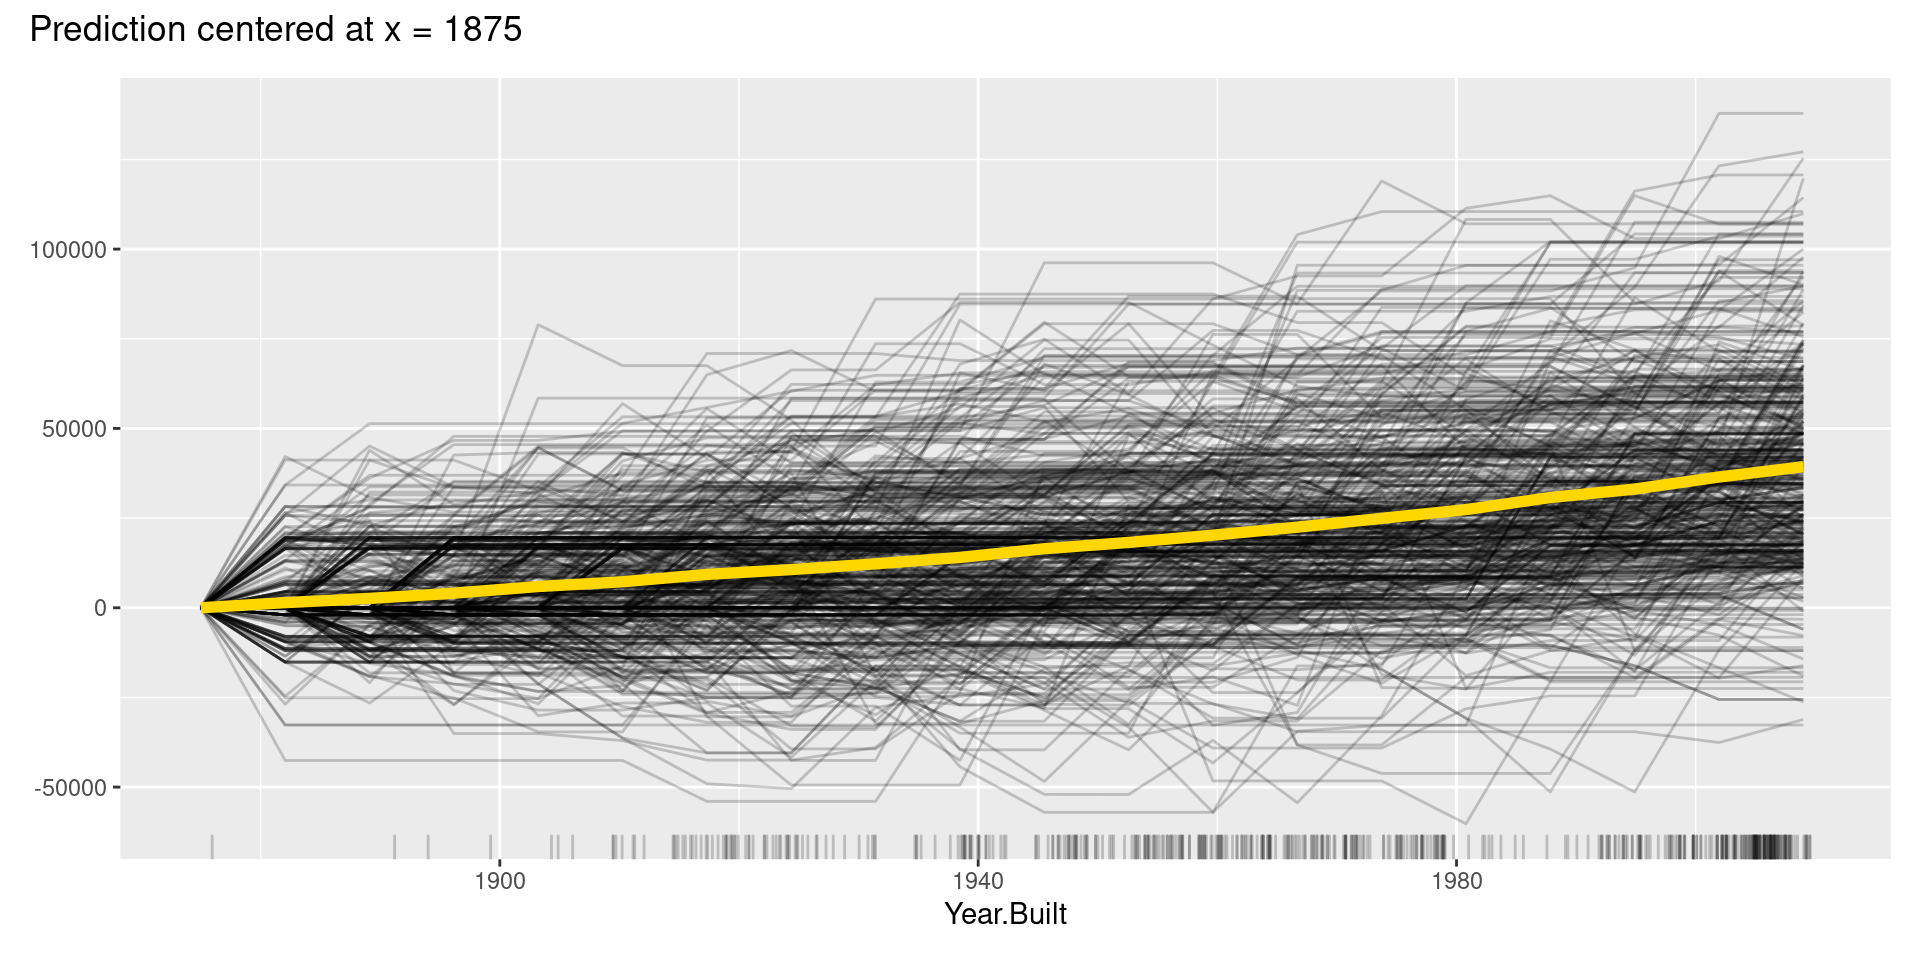 Prediction centered at x = 1875
100000
50000
0
-50000
1900 1940 1980
Year.Built